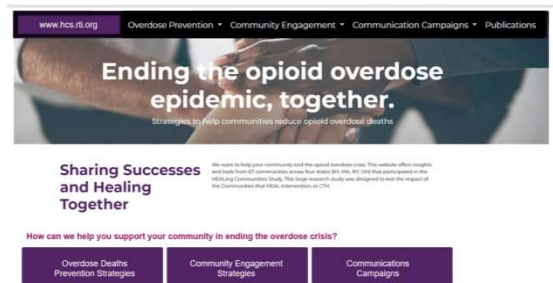 www.hcs.rti.org
Overdose Prevention Community Engagement Communication Campaigns Publications
Ending the opioid overdose
epidemic, together.
Strategies to help communities reduce opioid overdose deaths
Sharing Successes
and Healing
Together
We want to help your community end the opioid overdose crisis. This website offers insights
and tools from 67 communities across four states (KY, MA, NY, OH) that participated in the
HEALing Communities Study. This large research study was designed to test the impact of
the Communities that HEAL Intervention, or CTH.
How can we help you support your community in ending the overdose crisis?
Overdose Deaths
Prevention Strategies
Community Engagement
Strategies
Communications
Campaigns